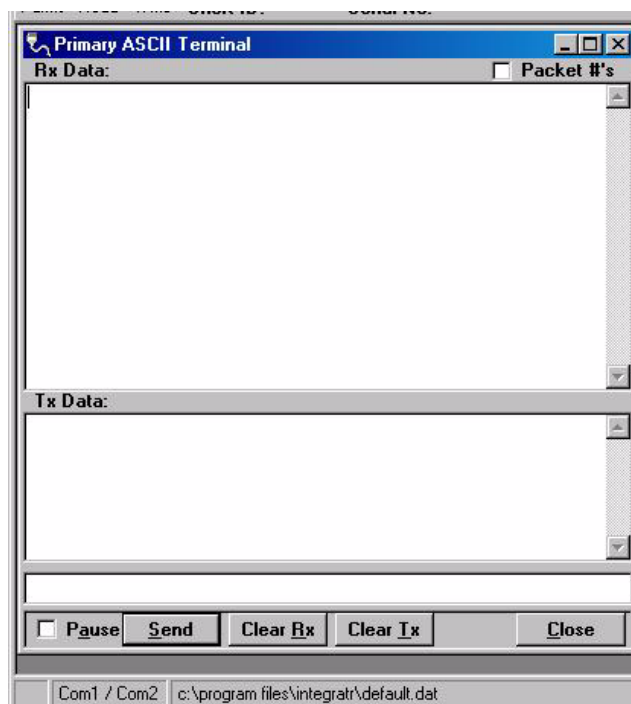 Primary ASCII Terminal
Rx Data: Packet #'s
Tx Data:
Pause Send Clear Rx Clear Tx Close
Com1 / Com2 c:\program files\integratr\default.dat